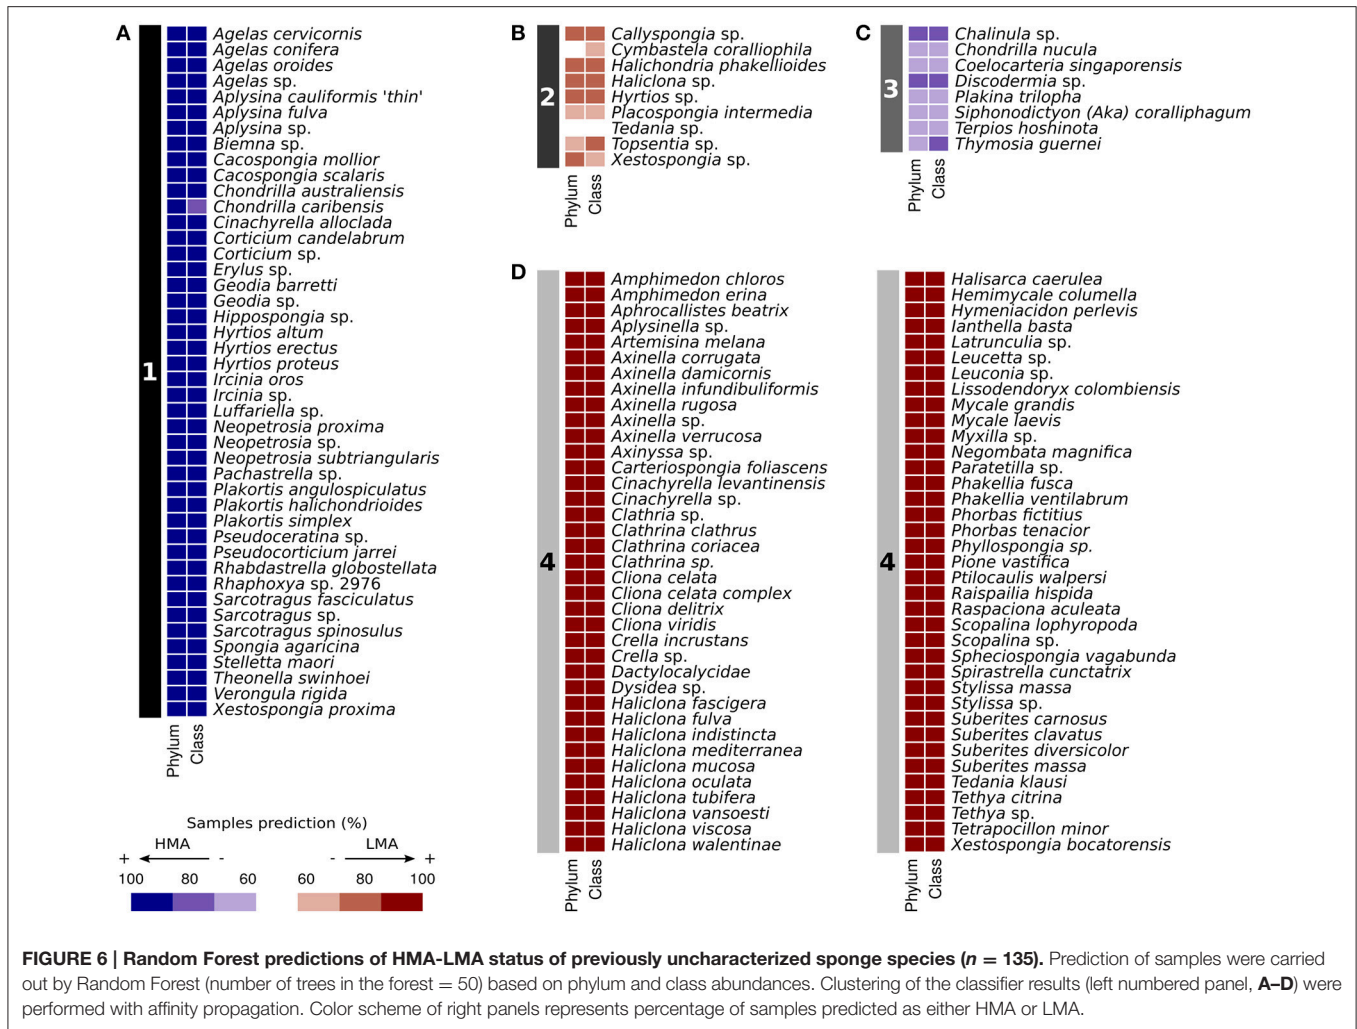 A
1
Agelas cervicornis
Agelas conifera
Agelas oroides
Agelas sp.
Aplysina cauliformis 'thin'
Aplysina fulva
Aplysina sp.
Biemna sp.
Cacospongia mollior
Cacospongia scalaris
Chondrilla australiensis
Chondrilla caribensis
Cinachyrella alloclada
Corticium candelabrum
Corticium sp.
Erylus sp.
Geodia barretti
Geodia sp.
Hippospongia sp.
Hyrtios altum
Hyrtios erectus
Hyrtios proteus
Ircinia oros
Ircinia sp.
Luffariella sp.
Neopetrosia proxima
Neopetrosia sp.
Neopetrosia subtriangularis
Pachastrella sp.
Plakortis angulospiculatus
Plakortis halichondrioides
Plakortis simplex
Pseudoceratina sp.
Pseudocorticium jarrei
Rhabdastrella globostellata
Rhaphoxya sp. 2976
Sarcotragus fasciculatus
Sarcotragus sp.
Sarcotragus spinosulus
Spongia agaricina
Stelletta maori
Theonella swinhoei
Verongula rigida
Xestospongia proxima
Phylum
Class
B
2
Callyspongia sp.
Cymbastela coralliophila
Halichondria phakellioides
Haliclona sp.
Hyrtios sp.
Placospongia intermedia
Tedania sp.
Topsentia sp.
Xestospongia sp.
Phylum
Class
C
3
Chalinula sp.
Chondrilla nucula
Coelocarteria singaporensis
Discodermia sp.
Plakina trilopha
Siphonodictyon (Aka) coralliphagum
Terpios hoshinota
Thymosia guernei
Phylum
Class
D
4
Amphimedon chloros
Amphimedon erina
Aphrocallistes beatrix
Aplysinella sp.
Artemisina melana
Axinella corrugata
Axinella damicornis
Axinella infundibuliformis
Axinella rugosa
Axinella sp.
Axinella verrucosa
Axinyssa sp.
Carteriospongia foliascens
Cinachyrella levantinensis
Cinachyrella sp.
Clathria sp.
Clathrina clathrus
Clathrina coriacea
Clathrina sp.
Cliona celata
Cliona celata complex
Cliona delitrix
Cliona viridis
Crella incrustans
Crella sp.
Dactylocalycidae
Dysidea sp.
Haliclona fascigera
Haliclona fulva
Haliclona indistincta
Haliclona mediterranea
Haliclona mucosa
Haliclona oculata
Haliclona tubifera
Haliclona vansoesti
Haliclona viscosa
Haliclona walentinae
Phylum
Class
4
Halisarca caerulea
Hemimycale columella
Hymeniacidon perlevis
Ianthella basta
Latrunculia sp.
Leucetta sp.
Leuconia sp.
Lissodendoryx colombiensis
Mycale grandis
Mycale laevis
Myxilla sp.
Negombata magnifica
Paratetilla sp.
Phakellia fusca
Phakellia ventilabrum
Phorbas fictitius
Phorbas tenacior
Phyllospongia sp.
Pione vastifica
Ptilocaulis walpersi
Raispailia hispida
Raspaciona aculeata
Scopalina lophyropoda
Scopalina sp.
Spheciospongia vagabunda
Spirastrella cunctatrix
Stylissa massa
Stylissa sp.
Suberites carnosus
Suberites clavatus
Suberites diversicolor
Suberites massa
Tedania klausi
Tethya citrina
Tethya sp.
Tetrapocillon minor
Xestospongia bocatorensis
Phylum
Class
Samples prediction (%)
HMA LMA
+ - - +
100 80 60 60 80 100
FIGURE 6 | Random Forest predictions of HMA-LMA status of previously uncharacterized sponge species (n = 135). Prediction of samples were carried
out by Random Forest (number of trees in the forest = 50) based on phylum and class abundances. Clustering of the classifier results (left numbered panel, A–D) were
performed with affinity propagation. Color scheme of right panels represents percentage of samples predicted as either HMA or LMA.